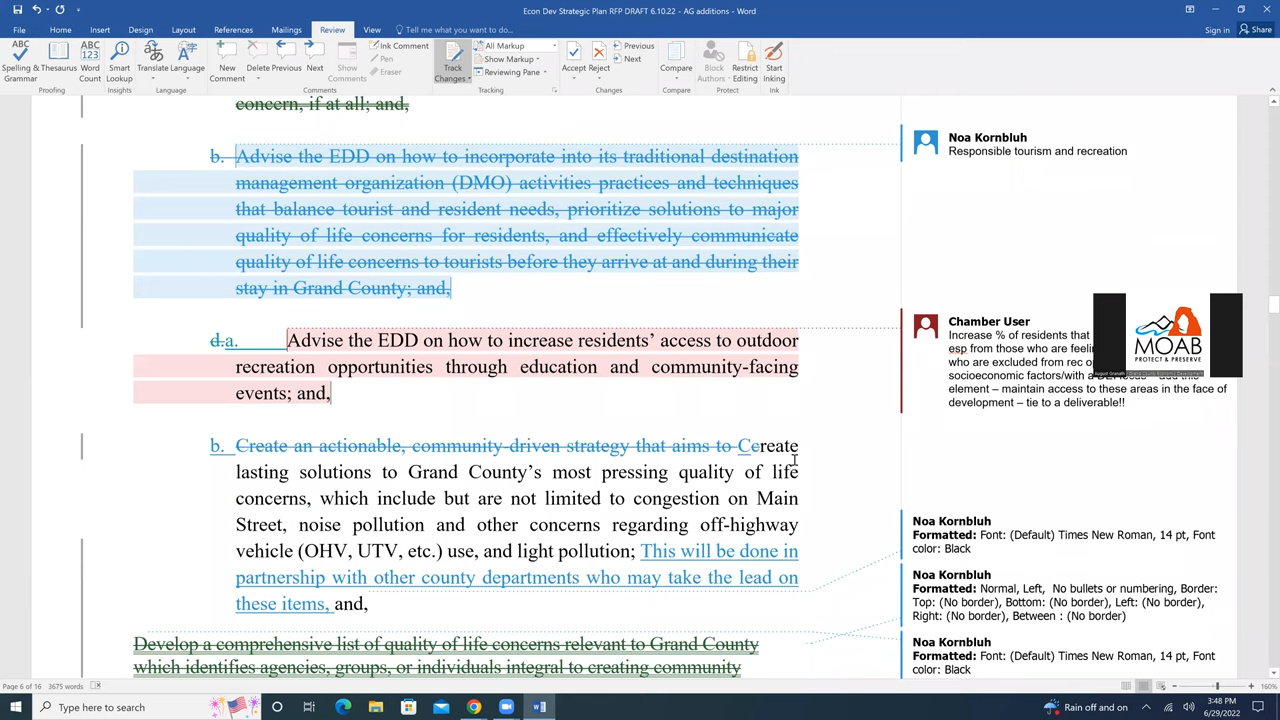 Econ Dev Strategic Plan RFP DRAFT 6.10.22 - AG additions - Word
File Home Insert Design Layout References Mailings Review View Tell me what you want to do... Sign in Share
Spelling & Grammar Thesaurus Word Count Smart Lookup Translate Language New Comment Delete Previous Next Show Comments Ink Comment Pen Eraser Track Changes All Markup Show Markup Reviewing Pane Accept Reject Previous Next Compare Block Authors Restrict Editing Start Inking
Proofing Insights Language Comments Tracking Changes Compare Protect Ink
concern, if at all; and,
b. Advise the EDD on how to incorporate into its traditional destination
management organization (DMO) activities practices and techniques
that balance tourist and resident needs, prioritize solutions to major
quality of life concerns for residents, and effectively communicate
quality of life concerns to tourists before they arrive at and during their
stay in Grand County; and,
d.a. Advise the EDD on how to increase residents' access to outdoor
recreation opportunities through education and community-facing
events; and,
b. Create an actionable, community-driven strategy that aims to Ccreate
lasting solutions to Grand County's most pressing quality of life
concerns, which include but are not limited to congestion on Main
Street, noise pollution and other concerns regarding off-highway
vehicle (OHV, UTV, etc.) use, and light pollution; This will be done in
partnership with other county departments who may take the lead on
these items, and,
Develop a comprehensive list of quality of life concerns relevant to Grand County
which identifies agencies, groups, or individuals integral to creating community
Noa Kornbluh
Responsible tourism and recreation
Chamber User
Increase % of residents that
esp from those who are feeli
who are excluded from rec o
socioeconomic factors/with a DEI focus - add this
element – maintain access to these areas in the face of
development – tie to a deliverable!!
MOAB
PROTECT & PRESERVE
August Granath - Grand County Economic Development
Noa Kornbluh
Formatted: Font: (Default) Times New Roman, 14 pt, Font
color: Black
Noa Kornbluh
Formatted: Normal, Left, No bullets or numbering, Border:
Top: (No border), Bottom: (No border), Left: (No border),
Right: (No border), Between : (No border)
Noa Kornbluh
Formatted: Font: (Default) Times New Roman, 14 pt, Font
color: Black
Page 6 of 16 3675 words 160%
Type here to search Rain off and on 3:48 PM
6/29/2022